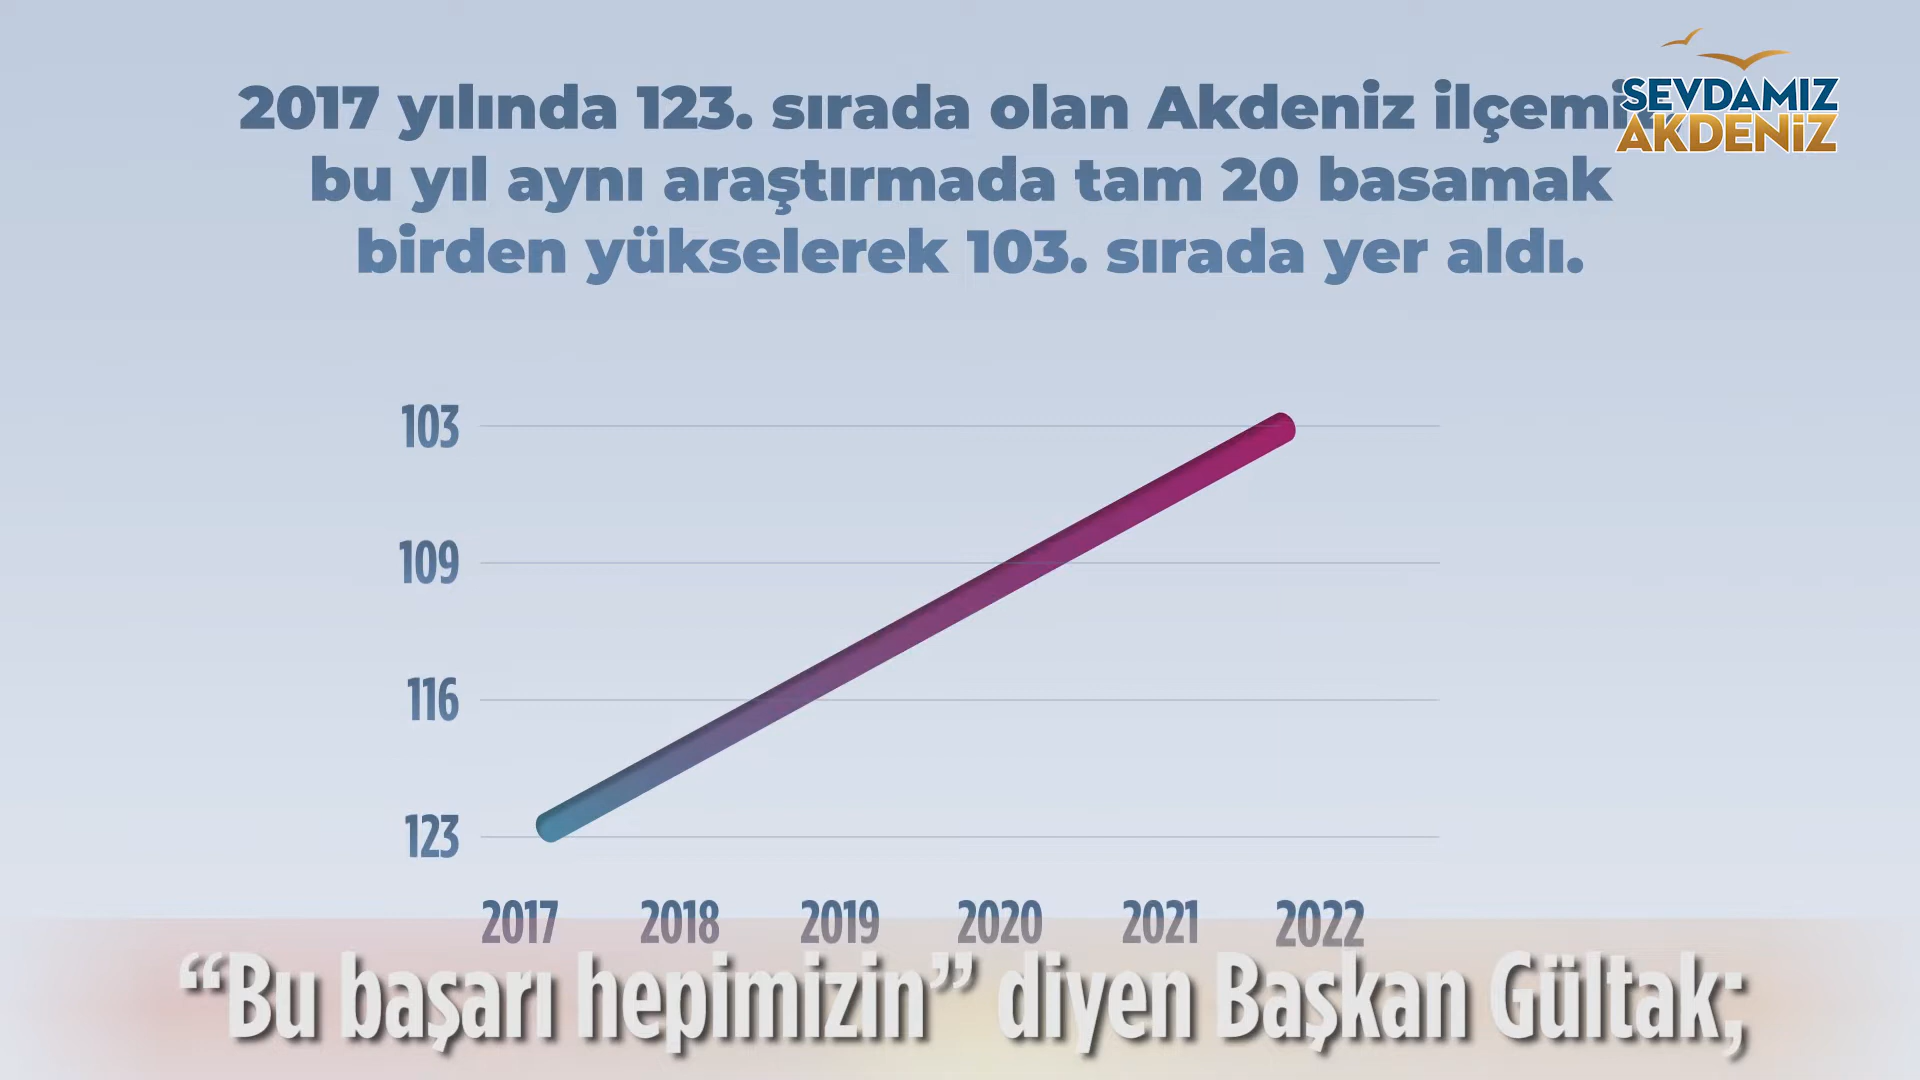 2017 yılında 123. sırada olan Akdeniz ilçemiz
bu yıl aynı araştırmada tam 20 basamak
birden yükselerek 103. sırada yer aldı.
SEVDAMIZ
AKDENİZ
103
109
116
123
2017 2018 2019 2020 2021 2022
“Bu başarı hepimizin” diyen Başkan Gültak;